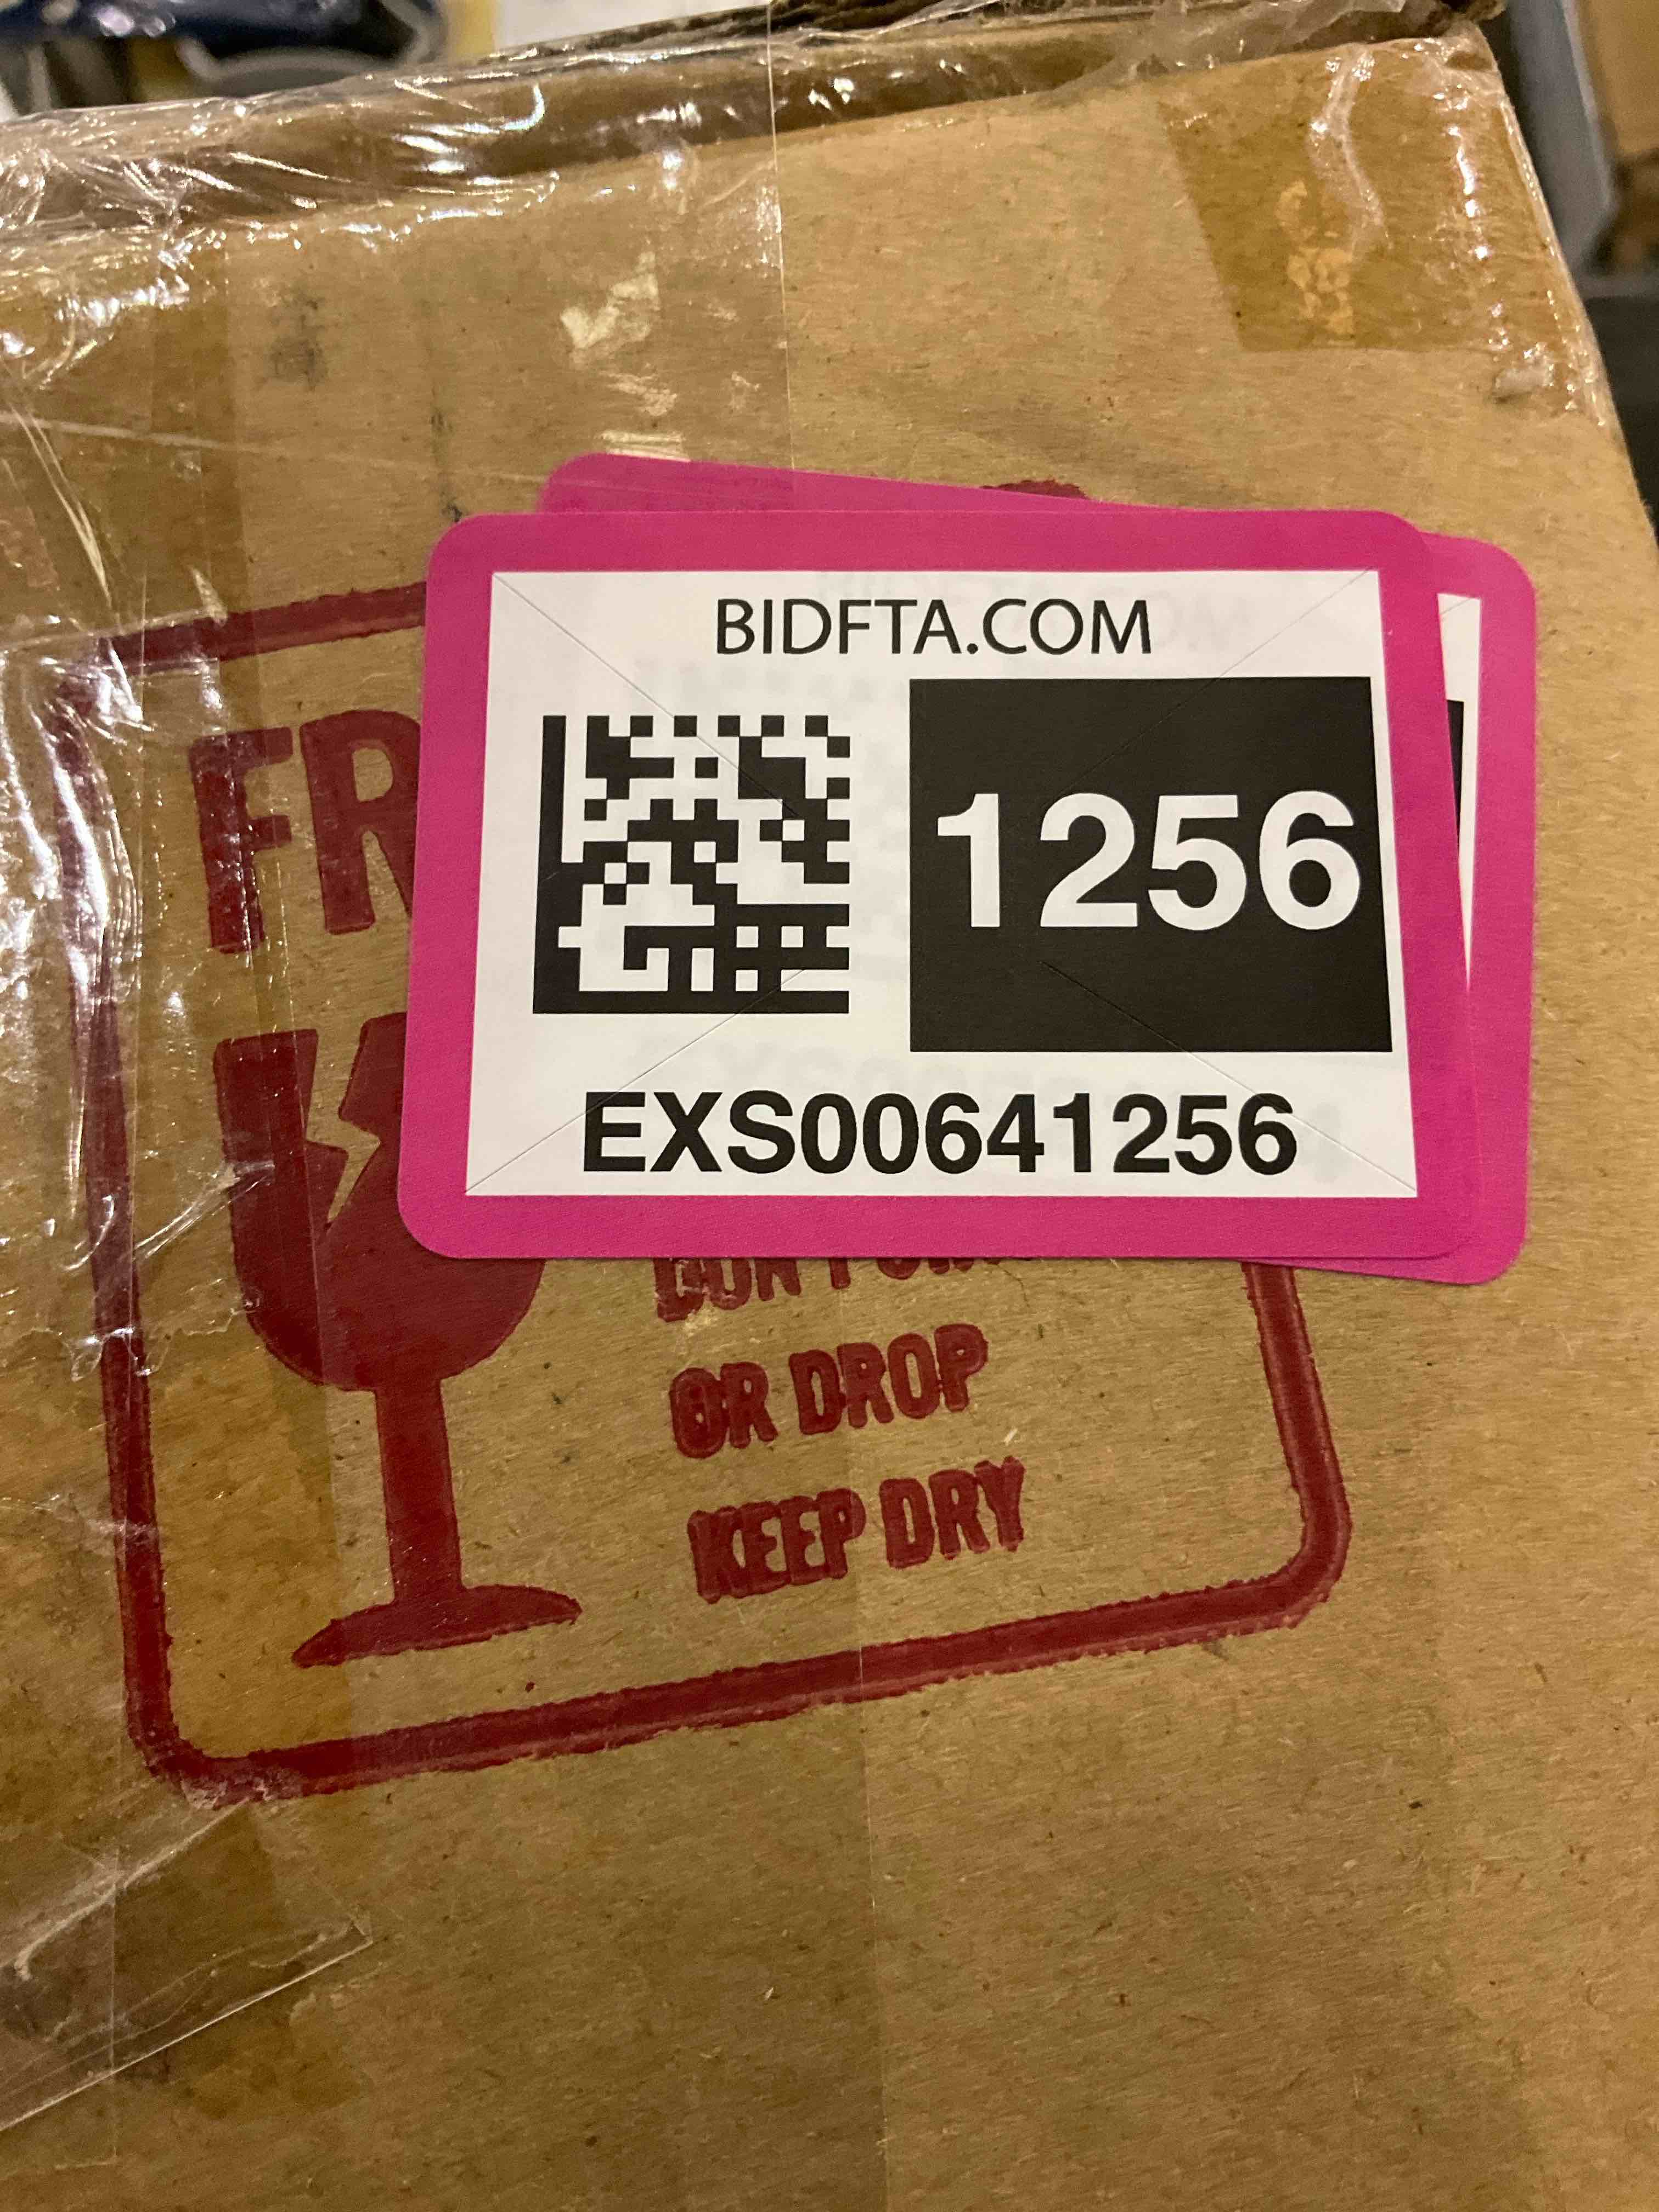 BIDFTA.COM
1256
EXS00641256
OR DROP
KEEP DRY